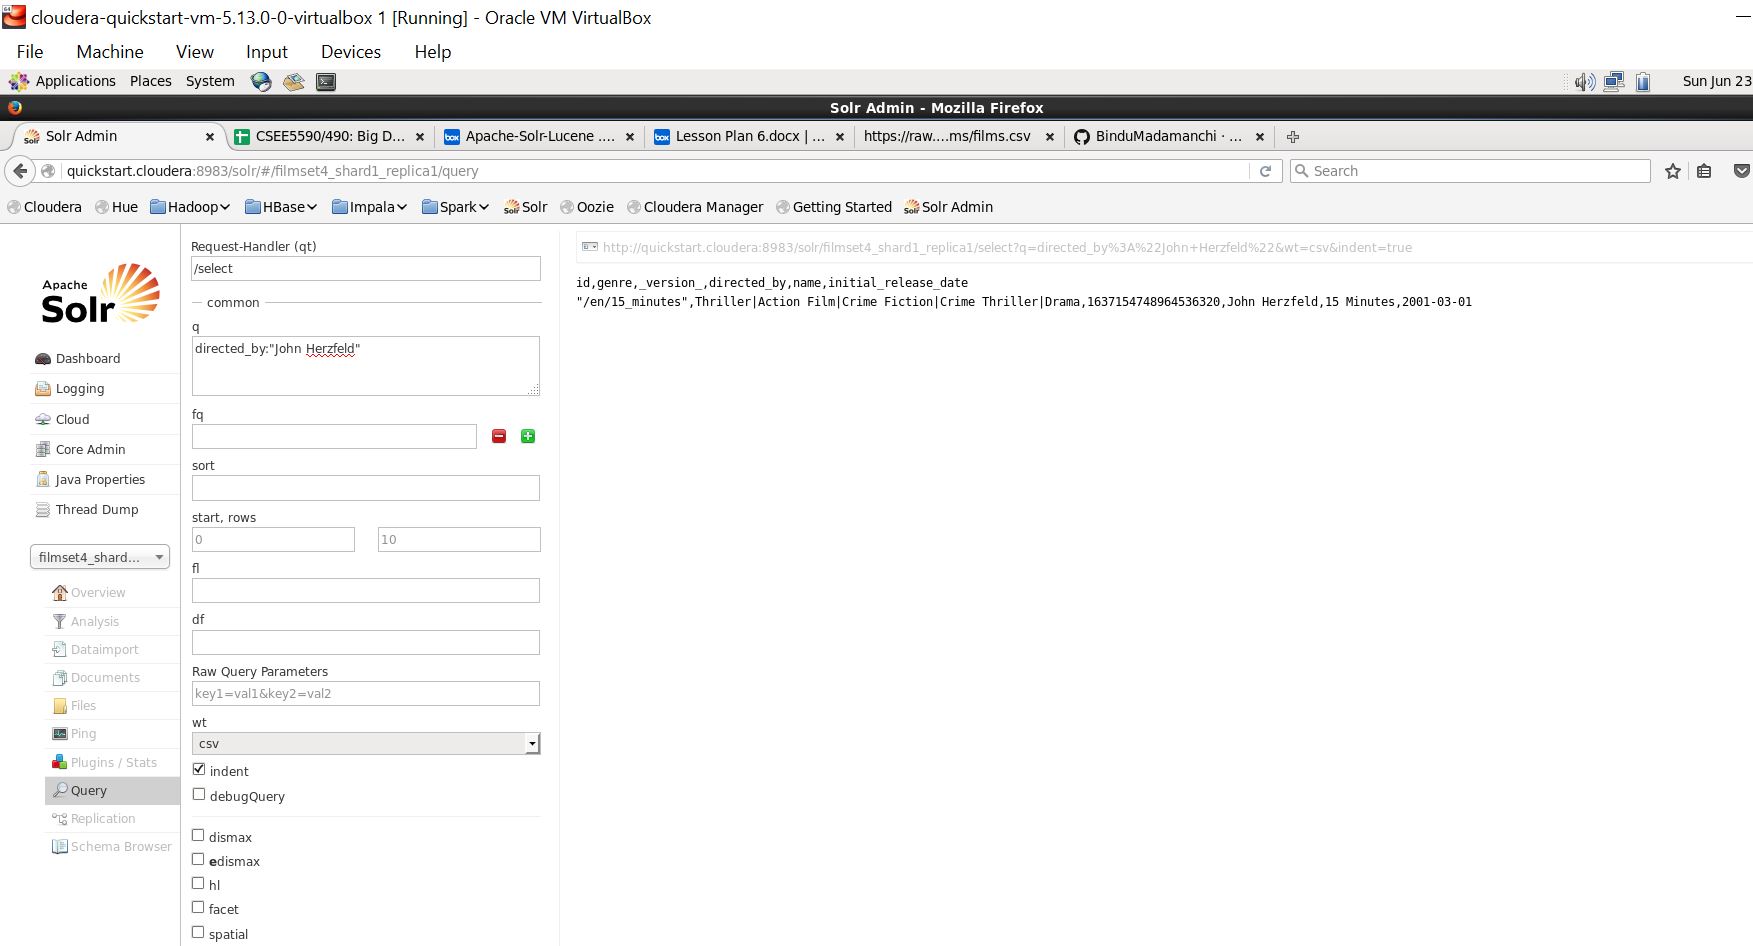 cloudera-quickstart-vm-5.13.0-0-virtualbox 1 [Running] - Oracle VM VirtualBox
File Machine View Input Devices Help
Applications Places System Sun Jun 23
Solr Admin - Mozilla Firefox
Solr Admin CSEE5590/490: Big D... Apache-Solr-Lucene .... Lesson Plan 6.docx | ... https://raw....ms/films.csv BinduMadamanchi · ...
quickstart.cloudera:8983/solr/#/filmset4_shard1_replica1/query Search
Cloudera Hue Hadoop HBase Impala Spark Solr Oozie Cloudera Manager Getting Started Solr Admin
Apache
Solr
Dashboard
Logging
Cloud
Core Admin
Java Properties
Thread Dump
filmset4_shard...
Overview
Analysis
Dataimport
Documents
Files
Ping
Plugins / Stats
Query
Replication
Schema Browser
Request-Handler (qt)
/select
common
q
directed_by:"John Herzfeld"
fq
sort
start, rows
0 10
fl
df
Raw Query Parameters
key1=val1&key2=val2
wt
csv
indent
debugQuery
dismax
edismax
hl
facet
spatial
http://quickstart.cloudera:8983/solr/filmset4_shard1_replica1/select?q=directed_by%3A%22John+Herzfeld%22&wt=csv&indent=true
id,genre,_version_,directed_by,name,initial_release_date
"/en/15_minutes",Thriller|Action Film|Crime Fiction|Crime Thriller|Drama,1637154748964536320,John Herzfeld,15 Minutes,2001-03-01